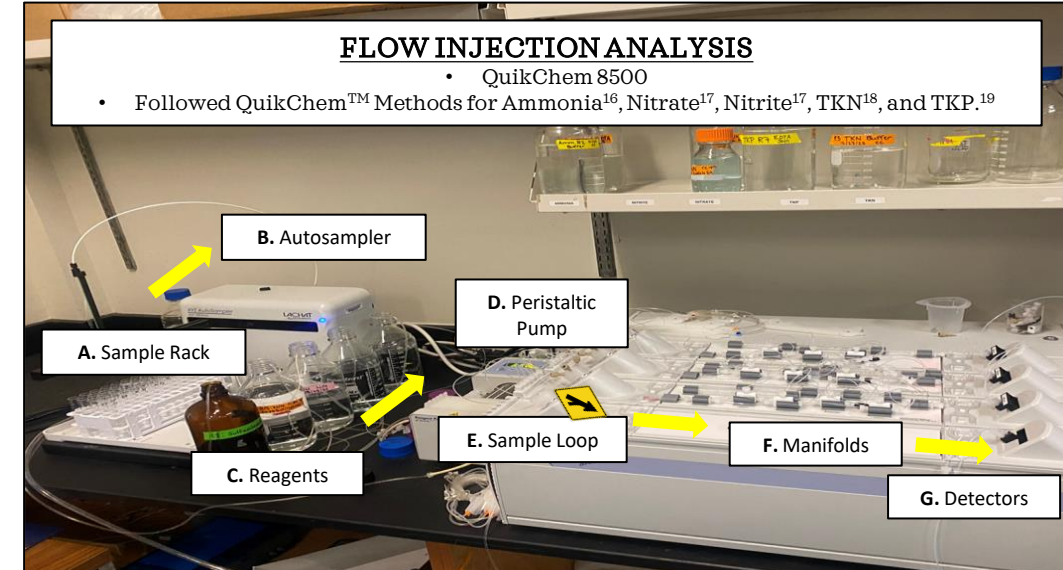 FLOW INJECTION ANALYSIS
• QuikChem 8500
• Followed QuikChem™ Methods for Ammonia¹⁶, Nitrate¹⁷, Nitrite¹⁷, TKN¹⁸, and TKP.¹⁹
B. Autosampler
D. Peristaltic
Pump
LACHAT
A. Sample Rack
E. Sample Loop
F. Manifolds
C. Reagents
G. Detectors